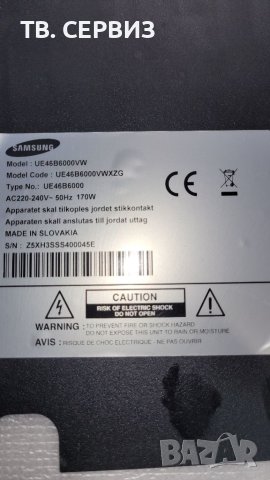 ТВ. СЕРВИЗ
SAMSUNG
Model : UE46B6000VW
Model Code : UE46B6000VWXZG
Type No.: UE46B6000
AC220-240V~ 50Hz 170W
Apparatet skal tilkoples jordet stikkontakt
Apparaten skall anslutas till jordat uttag
MADE IN SLOVAKIA
S/N : Z5XH3SSS400045E
CE
CAUTION
RISK OF ELECTRIC SHOCK
DO NOT OPEN
WARNING : TO PREVENT FIRE OR SHOCK HAZARD
DO NOT EXPOSE THIS UNIT TO RAIN OR MOISTURE.
AVIS : RISQUE DE CHOC ELECTRIQUE - NE PAS OUVRIR
BAZAR